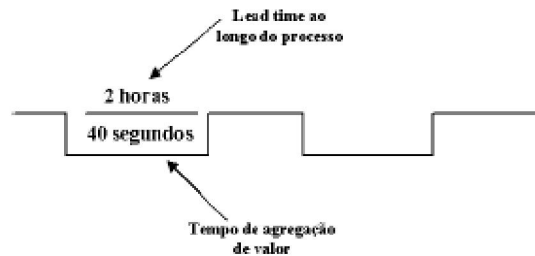 Lead time ao
longo do processo
2 horas
40 segundos
Tempo de agregação
de valor